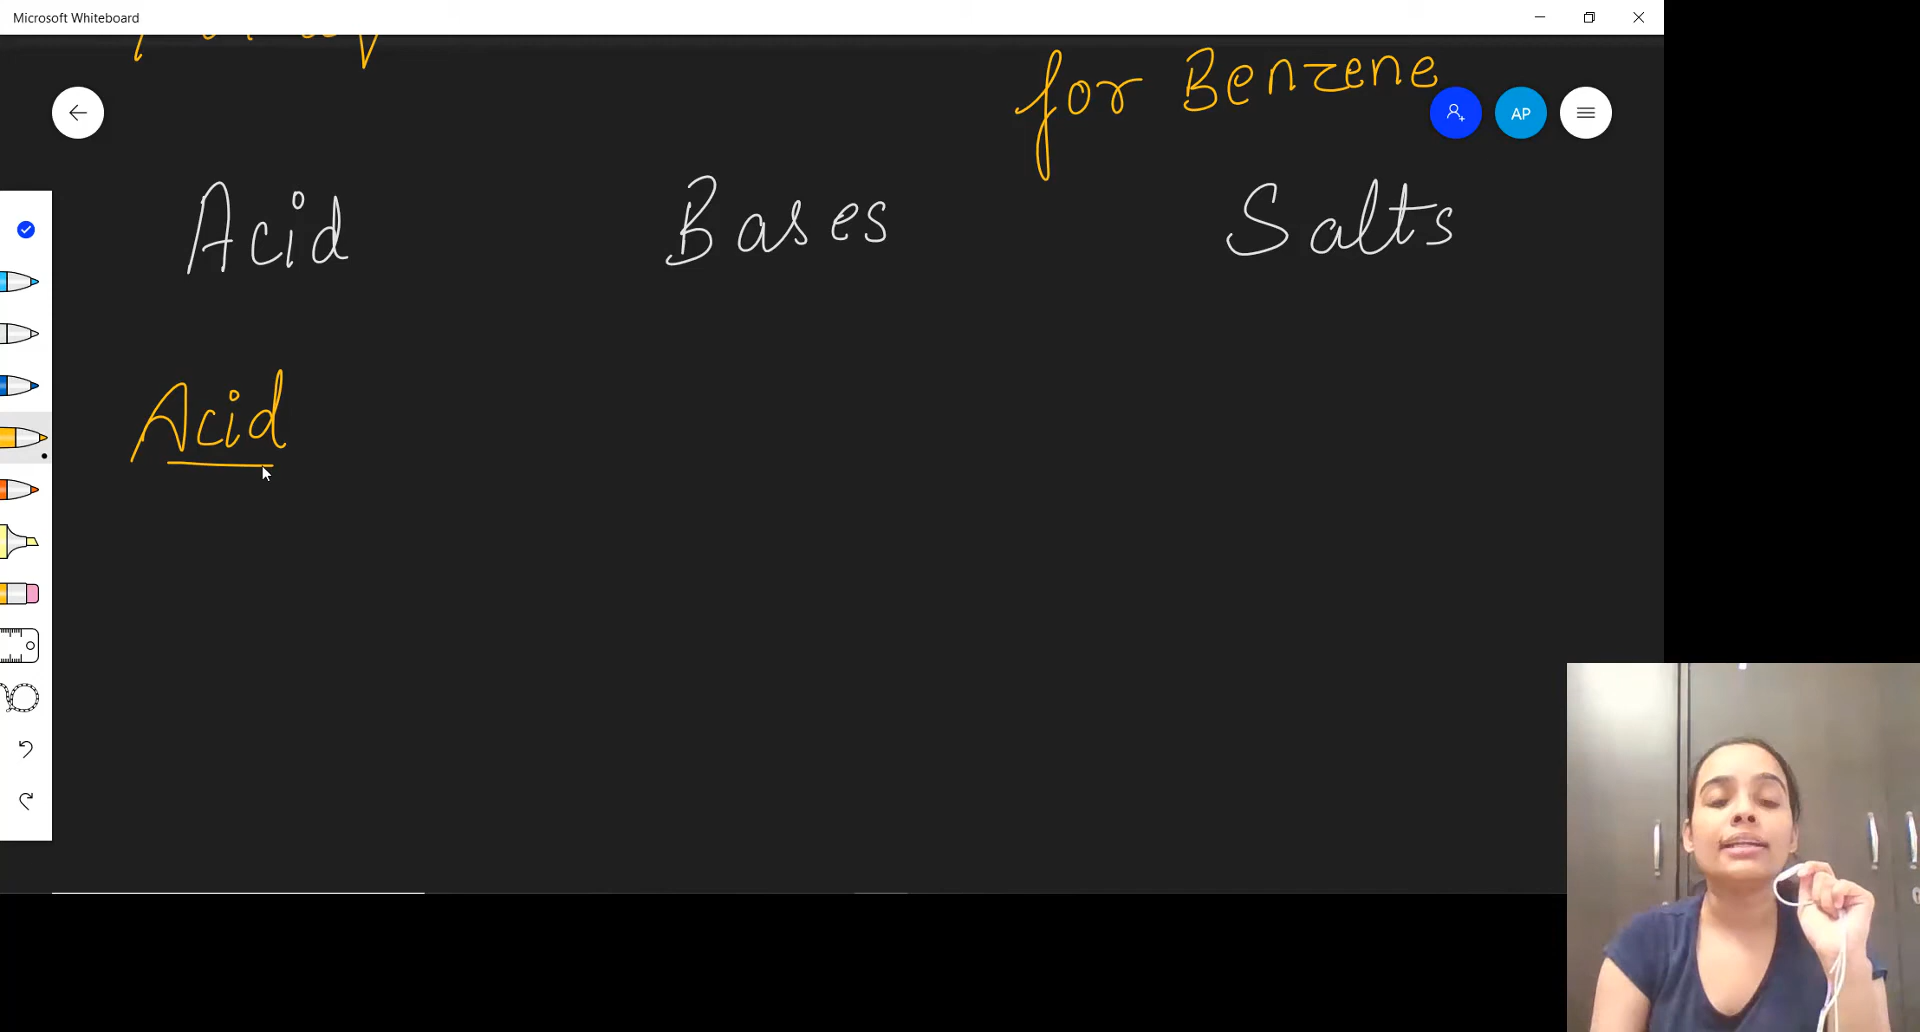 Microsoft Whiteboard
for Benzene
AP
Acid Bases Salts
Acid